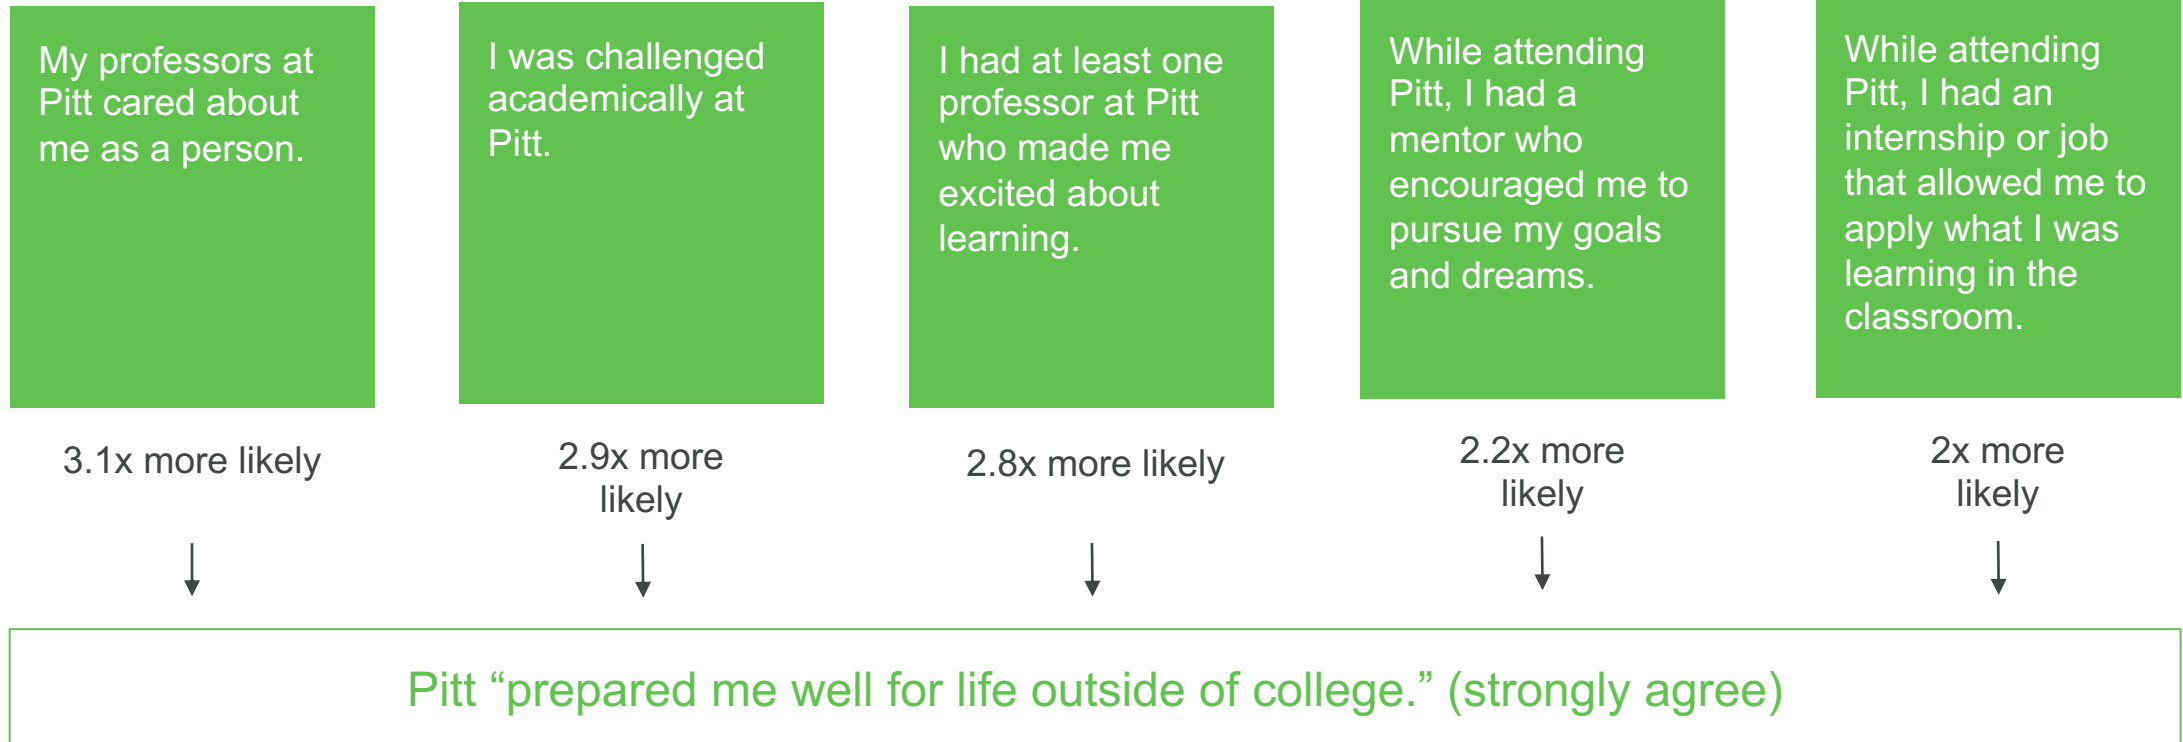 My professors at
Pitt cared about
me as a person.
I was challenged
academically at
Pitt.
I had at least one
professor at Pitt
who made me
excited about
learning.
While attending
Pitt, I had a
mentor who
encouraged me to
pursue my goals
and dreams.
While attending
Pitt, I had an
internship or job
that allowed me to
apply what I was
learning in the
classroom.
3.1x more likely
2.9x more
likely
2.8x more likely
2.2x more
likely
2x more
likely
Pitt “prepared me well for life outside of college.” (strongly agree)